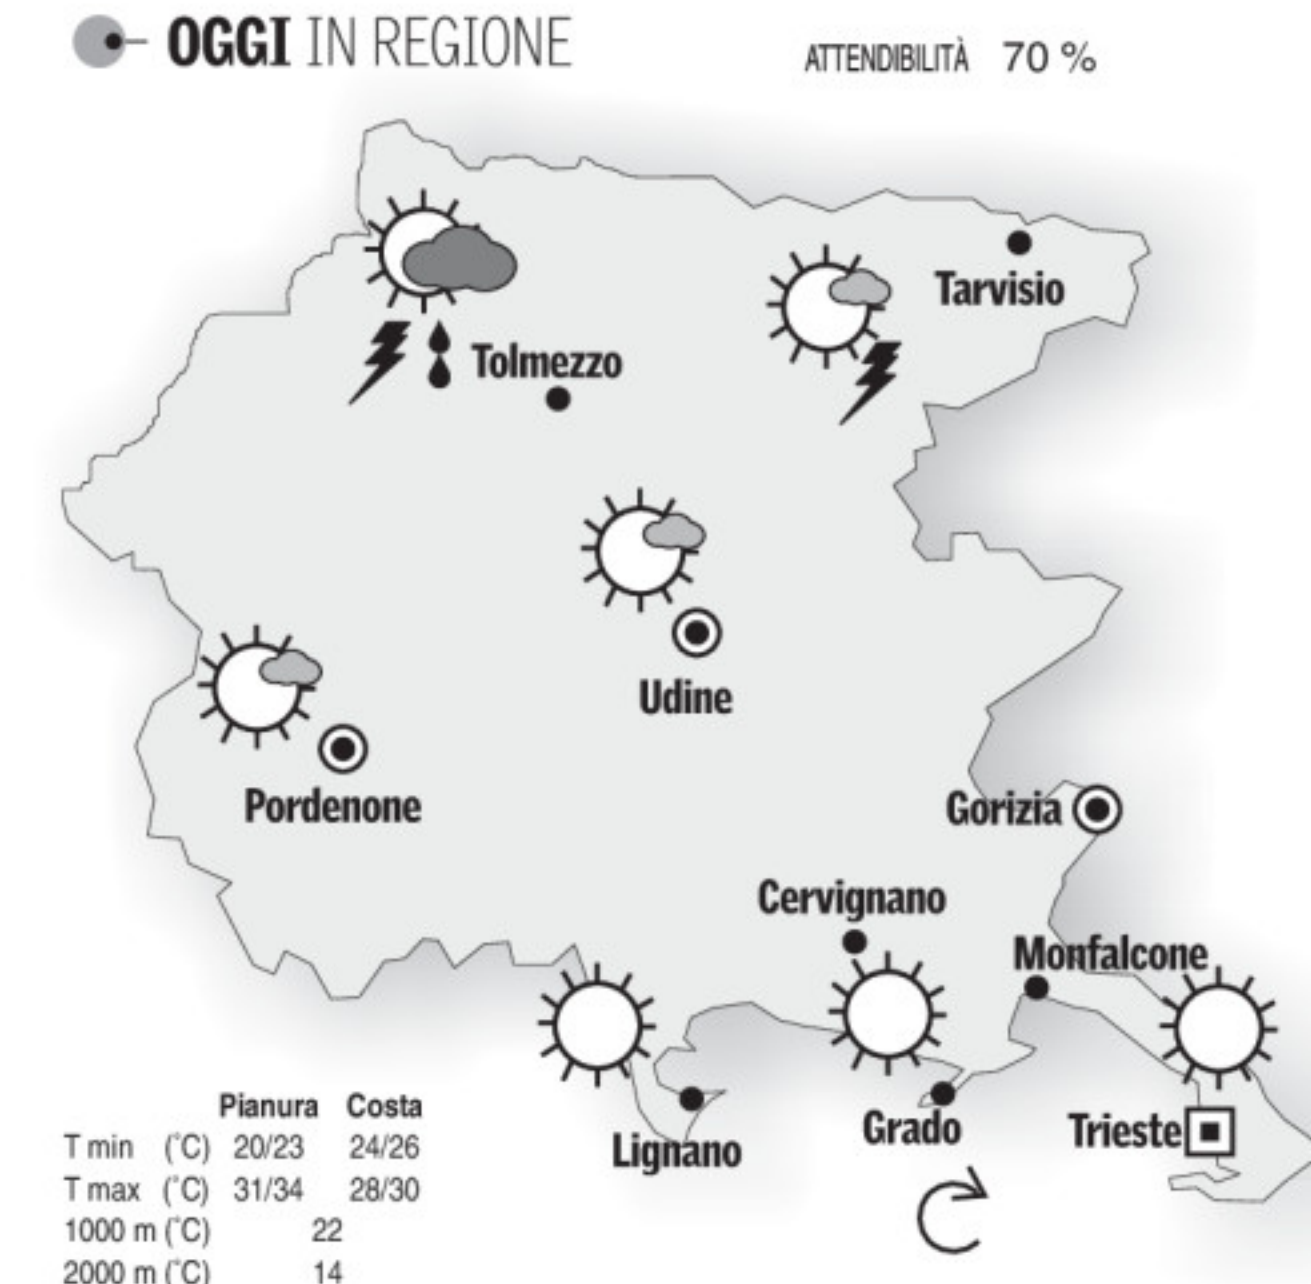 OGGI IN REGIONE
ATTENDIBILITÀ 70 %
Tarvisio
Tolmezzo
Udine
Pordenone
Gorizia
Cervignano
Monfalcone
Lignano
Grado
Trieste
Pianura Costa
T min (°C) 20/23 24/26
T max (°C) 31/34 28/30
1000 m (°C) 22
2000 m (°C) 14